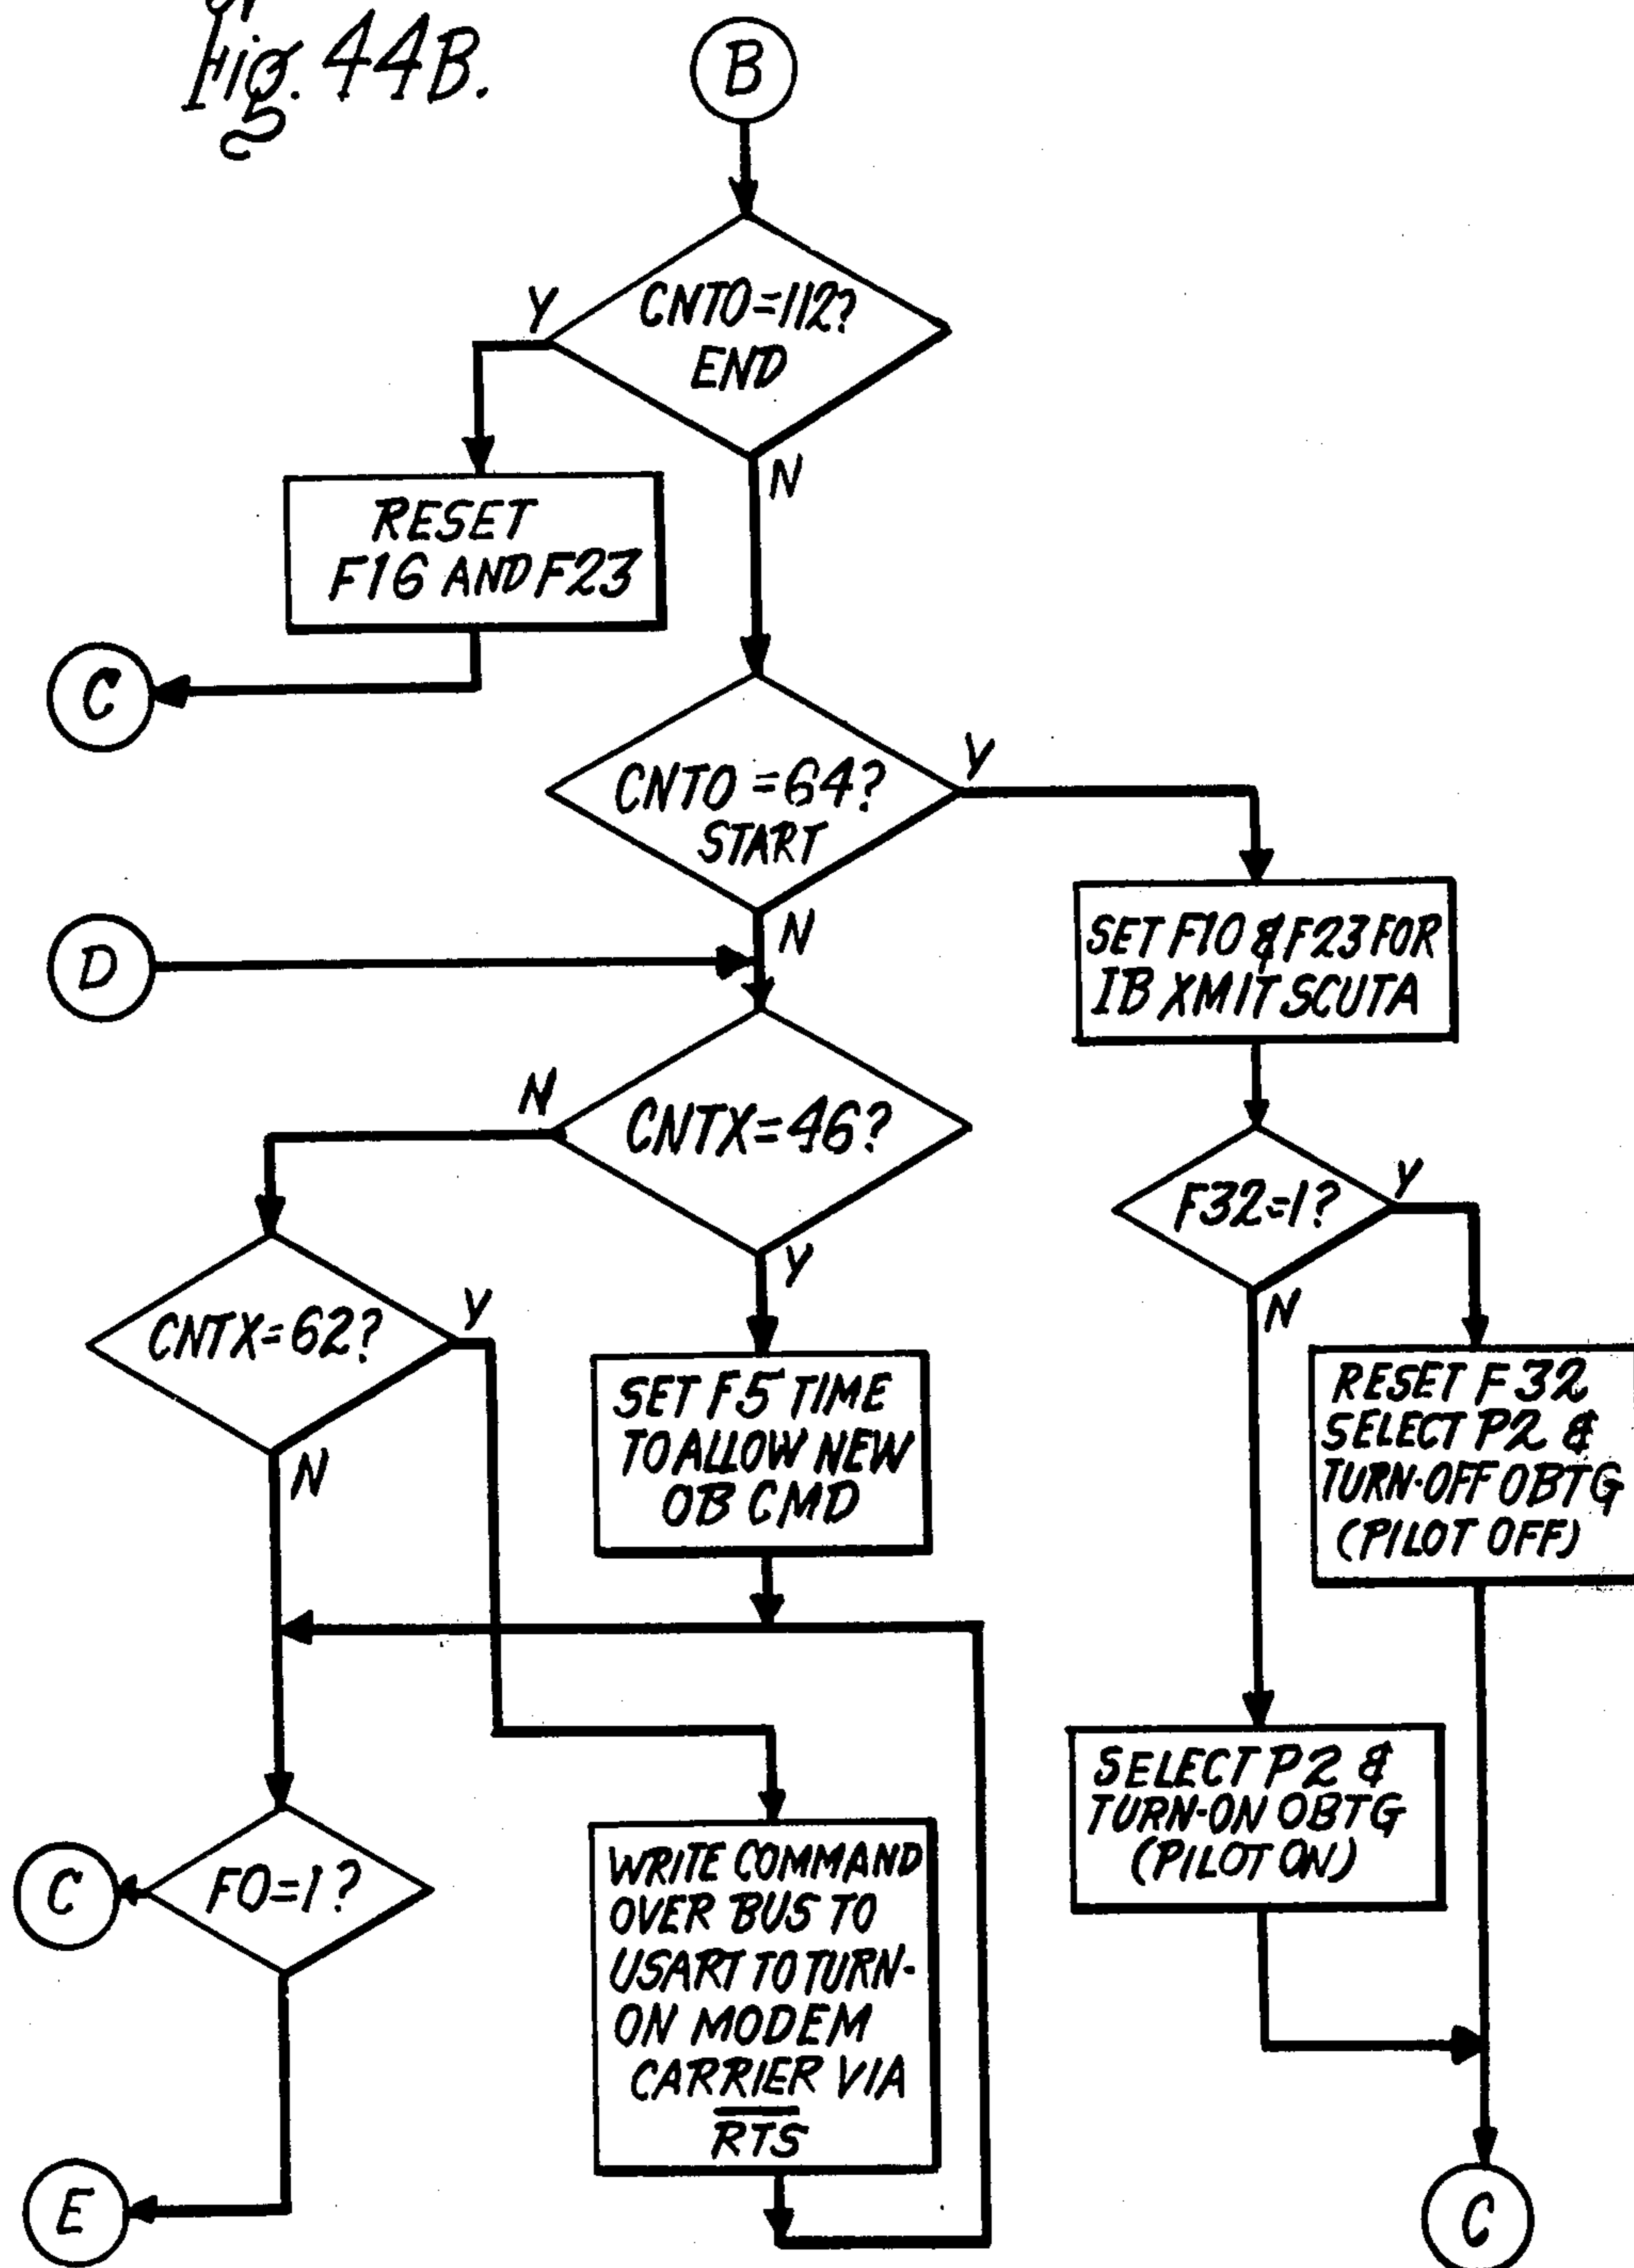 Fig. 44B.
B
CNTO=112?
END
Y
N
RESET
F16 AND F23
C
CNTO=64?
START
Y
N
D
SET F10 & F23 FOR
IB XMIT SCUTA
CNTX=46?
N
Y
F32=1?
Y
N
CNTX=62?
Y
N
SET F5 TIME
TO ALLOW NEW
OB CMD
RESET F32
SELECT P2 &
TURN-OFF OBTG
(PILOT OFF)
SELECT P2 &
TURN-ON OBTG
(PILOT ON)
FO=1?
C
WRITE COMMAND
OVER BUS TO
USART TO TURN-
ON MODEM
CARRIER VIA
R̅T̅S̅
E
C